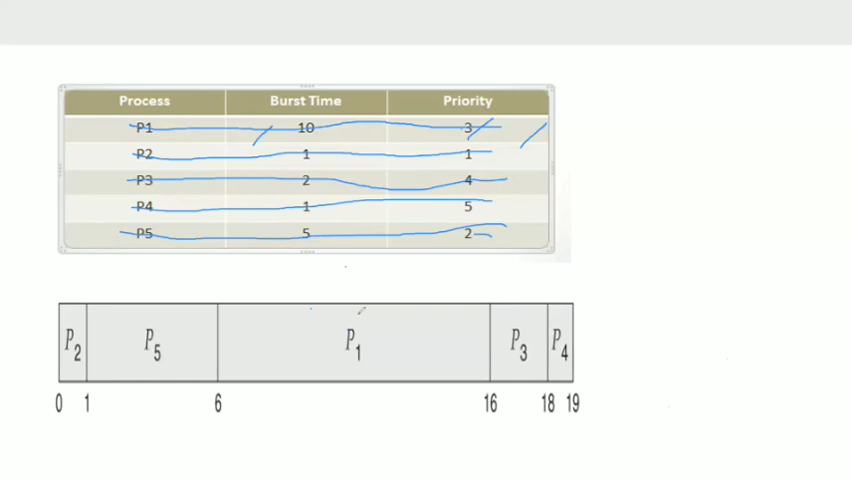 Process Burst Time Priority
P1 10 3
P2 1 1
P3 2 4
P4 1 5
P5 5 2
P2 P5 P1 P3 P4
0 1 6 16 18 19